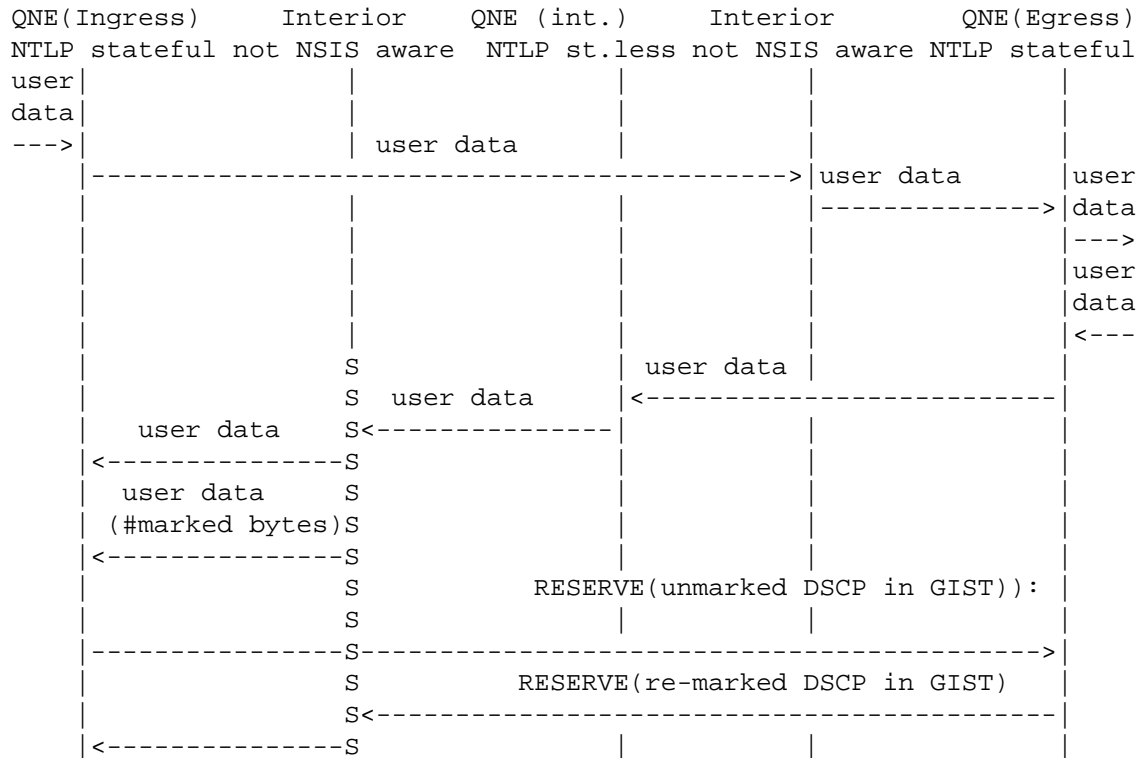 QNE(Ingress)    Interior    QNE (int.)    Interior    QNE(Egress)
NTLP stateful not NSIS aware  NTLP st.less not NSIS aware NTLP stateful
user|                |                |           |               |
data|                |                |           |               |
--->|                | user data      |           |               |
    |-------------------------------------------->|user data      |user
    |                |                |           |-------------->|data
    |                |                |           |               |--->
    |                |                |           |               |user
    |                |                |           |               |data
    |                |                |           |               |<---
    |                S                | user data |               |
    |                S  user data     |<--------------------------|
    |   user data    S<---------------|           |               |
    |<---------------S                |           |               |
    |  user data     S                |           |               |
    | (#marked bytes)S                |           |               |
    |<---------------S                |           |               |
    |                S           RESERVE(unmarked DSCP in GIST)): |
    |                S                |           |               |
    |----------------S------------------------------------------->|
    |                S          RESERVE(re-marked DSCP in GIST)   |
    |                S<-------------------------------------------|
    |<---------------S                |           |               |